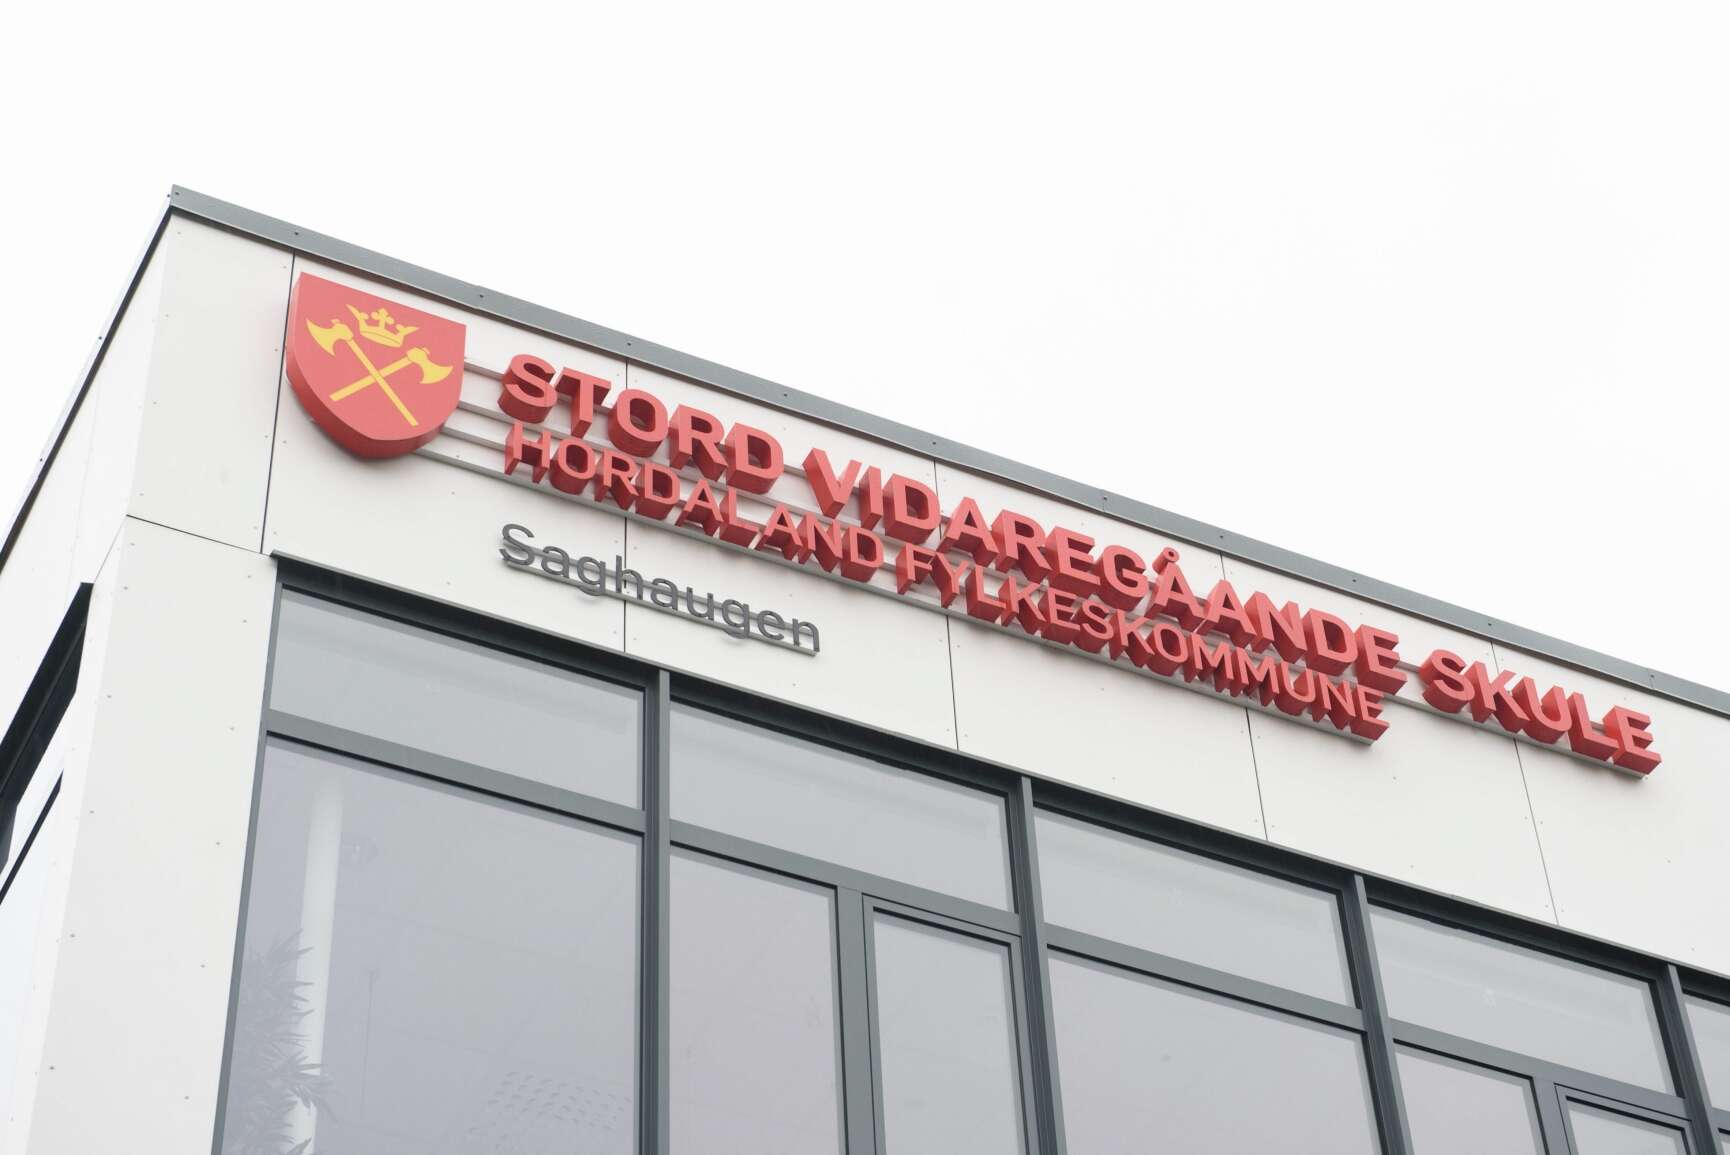 STORD VIDAREGÅANDE SKULE
HORDALAND FYLKESKOMMUNE
Saghaugen